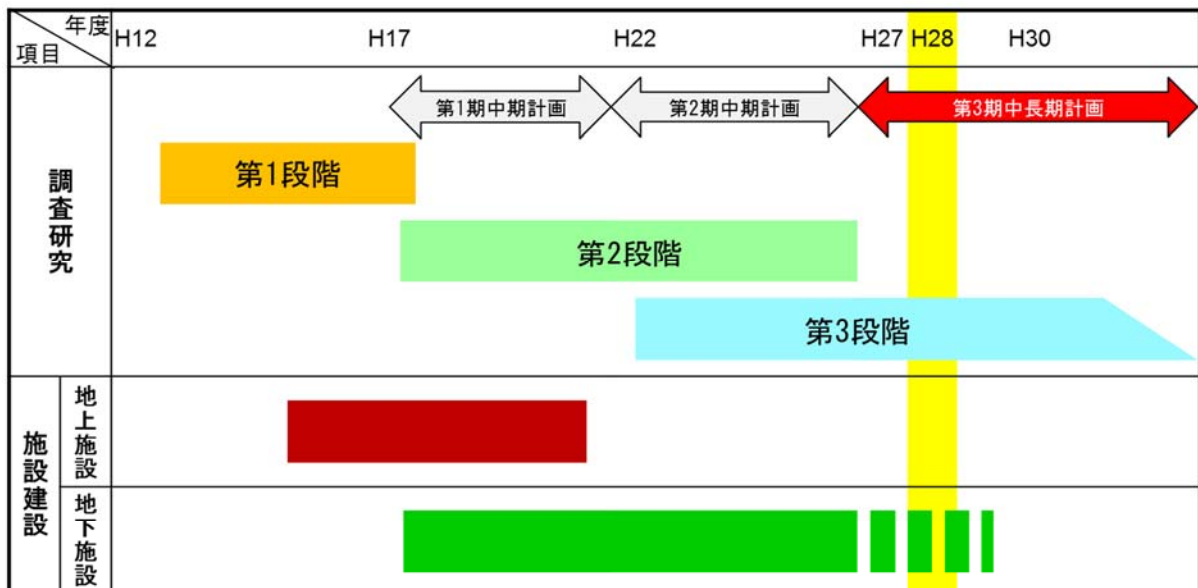 年度
項目
H12 H17 H22 H27 H28 H30
第1期中期計画 第2期中期計画 第3期中長期計画
調査研究
第1段階
第2段階
第3段階
施設建設
地上施設
地下施設